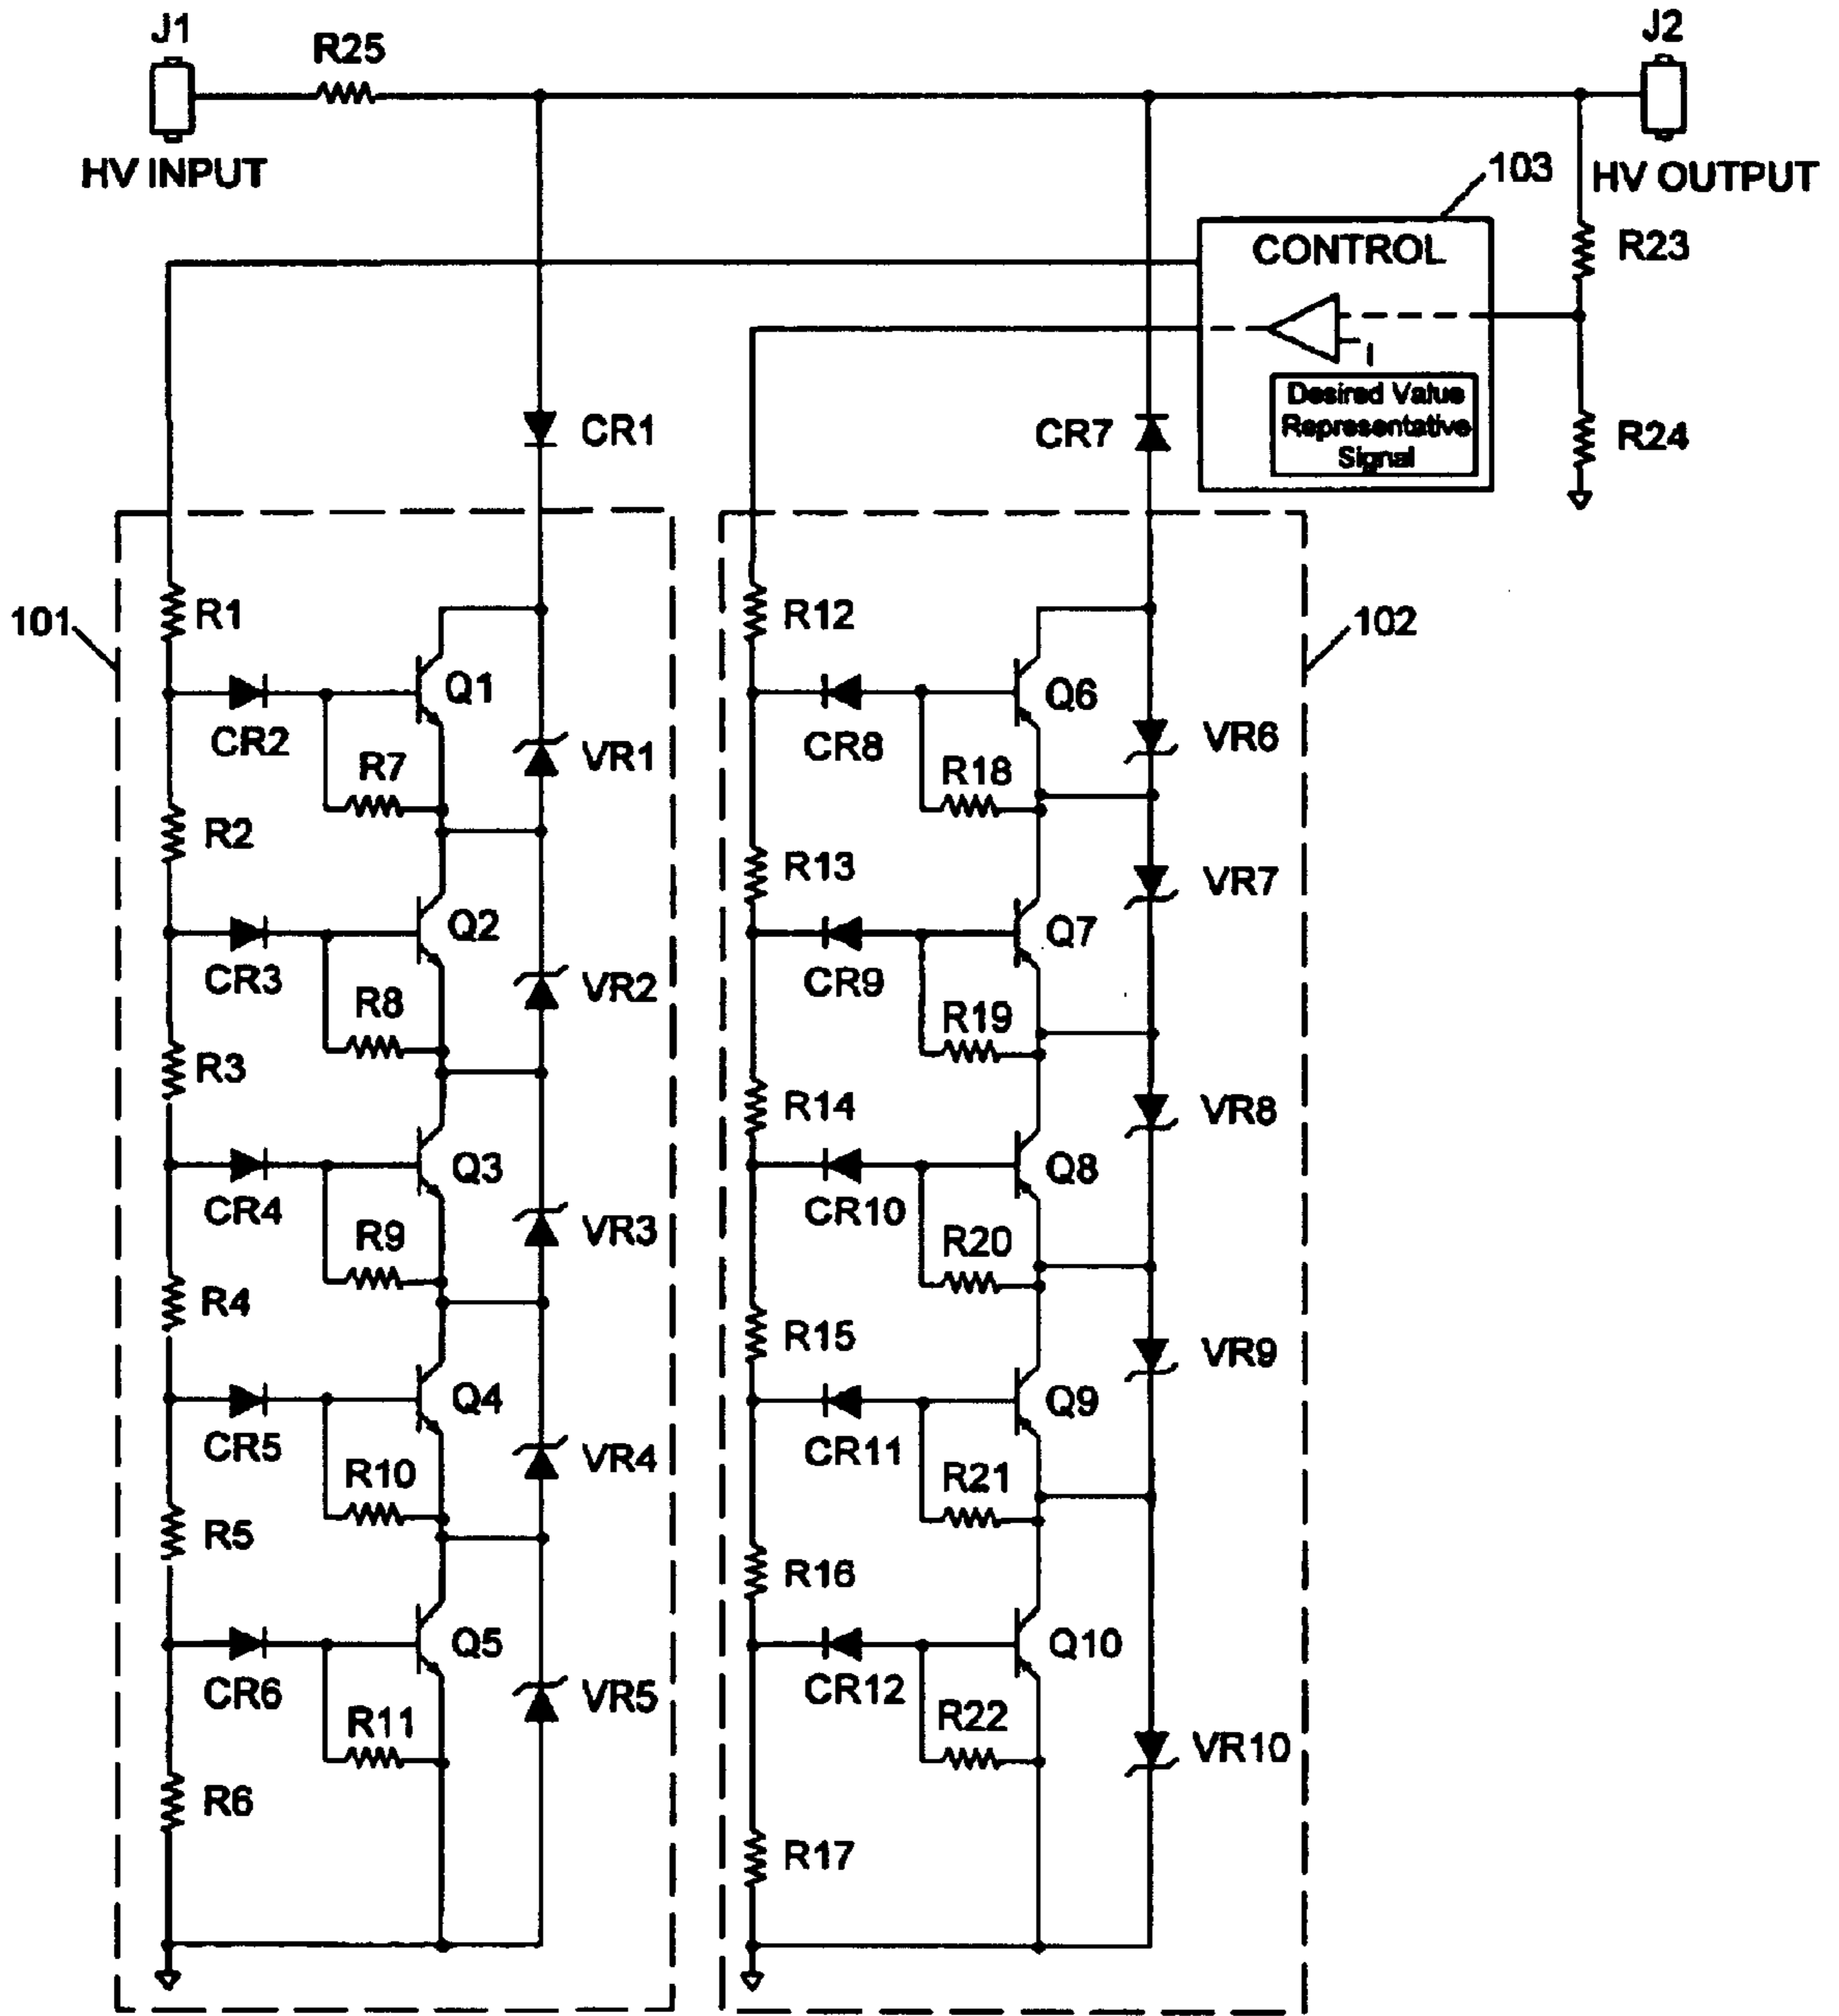 J1
R25
J2
HV INPUT
HV OUTPUT
103
CONTROL
R23
Desired Value
Representative
Signal
R24
CR1
CR7
101
102
R1
R12
Q1
Q6
CR2
CR8
VR1
VR6
R7
R18
R2
R13
VR7
Q2
Q7
CR3
CR9
VR2
R8
R19
R3
R14
VR8
Q3
Q8
CR4
CR10
VR3
R9
R20
R4
R15
VR9
Q4
Q9
CR5
CR11
VR4
R10
R21
R5
R16
Q5
Q10
CR6
CR12
VR5
R11
R22
VR10
R6
R17